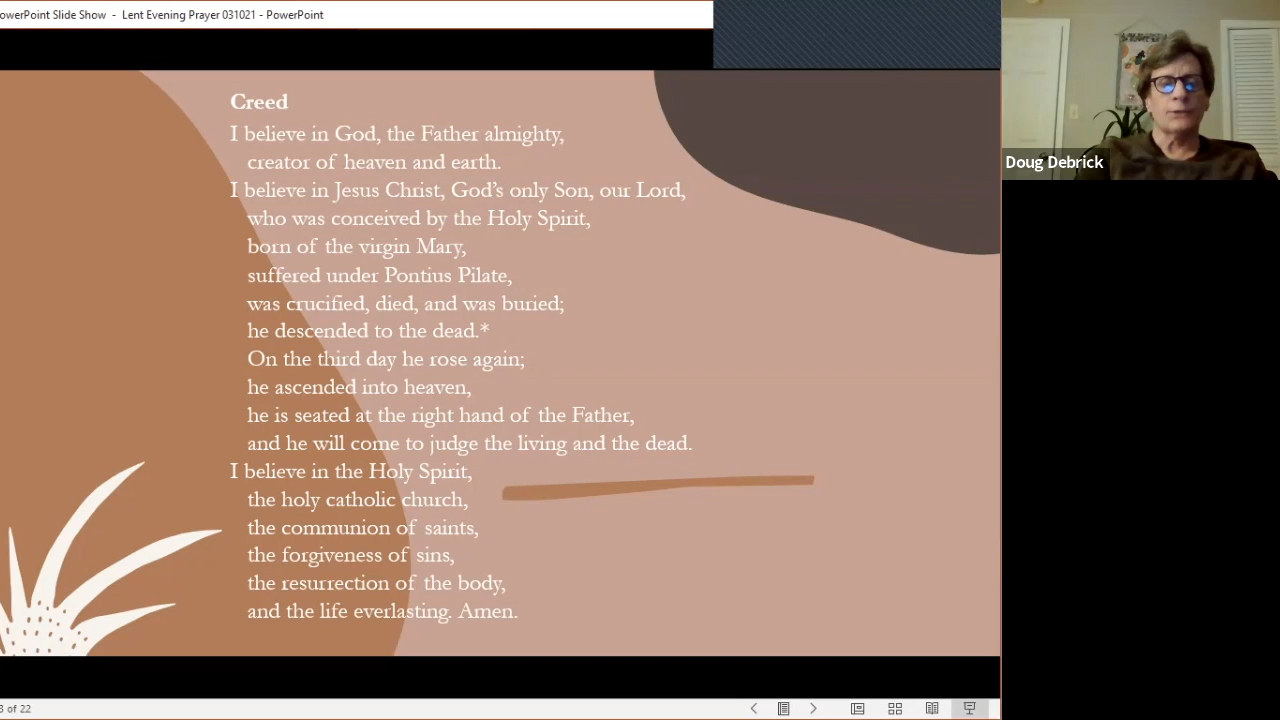 owerPoint Slide Show - Lent Evening Prayer 031021 - PowerPoint
Creed
I believe in God, the Father almighty,
creator of heaven and earth.
I believe in Jesus Christ, God’s only Son, our Lord,
who was conceived by the Holy Spirit,
born of the virgin Mary,
suffered under Pontius Pilate,
was crucified, died, and was buried;
he descended to the dead.*
On the third day he rose again;
he ascended into heaven,
he is seated at the right hand of the Father,
and he will come to judge the living and the dead.
I believe in the Holy Spirit,
the holy catholic church,
the communion of saints,
the forgiveness of sins,
the resurrection of the body,
and the life everlasting. Amen.
Doug Debrick
of 22